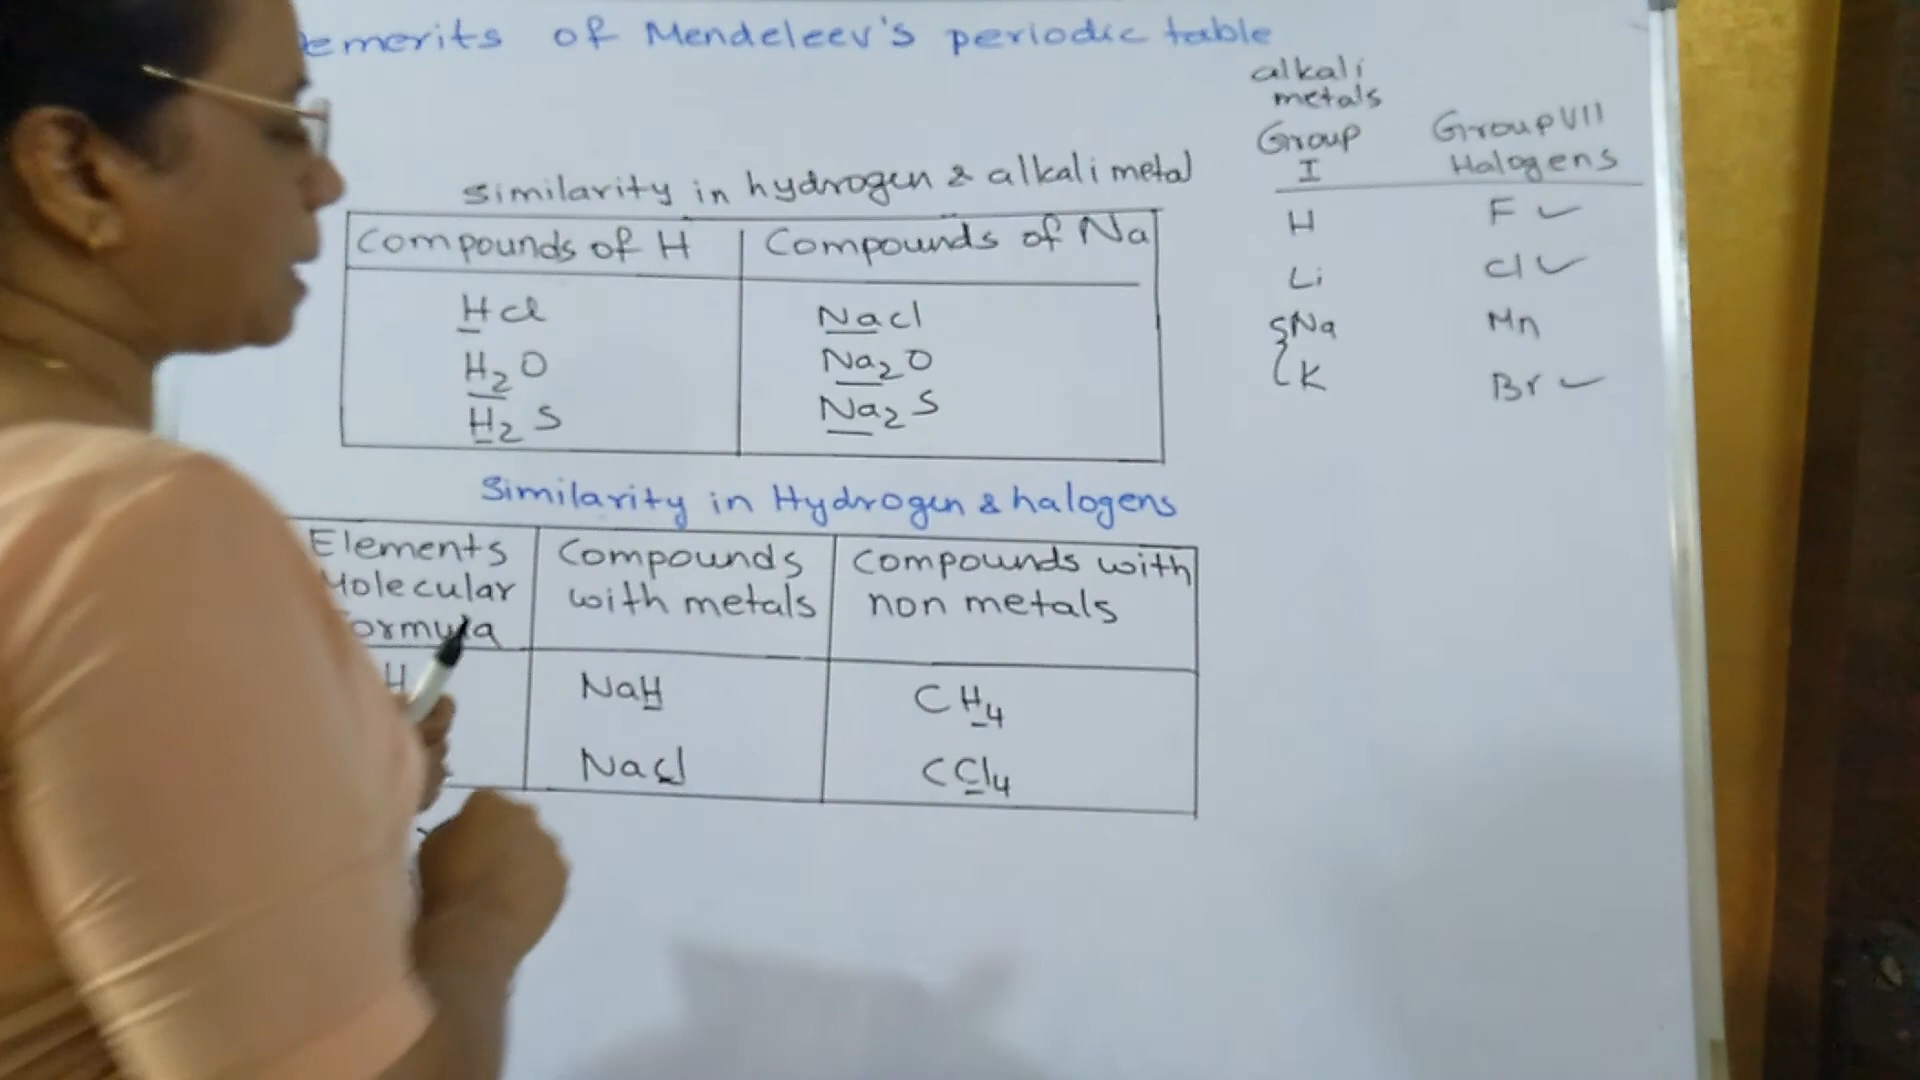 emerits of Mendeleev's periodic table
alkali
metals
Group
I
H
Li
Na
K
Group VII
Halogens
F ✓
Cl ✓
Mn
Br ✓
Similarity in hydrogen & alkali metal
Compounds of H | Compounds of Na
HCl | Nacl
H2O | Na2O
H2S | Na2S
Similarity in Hydrogen & halogens
Elements | Compounds | Compounds with
Molecular | with metals | non metals
ormula
H | NaH | CH4
NaCl | CCl4